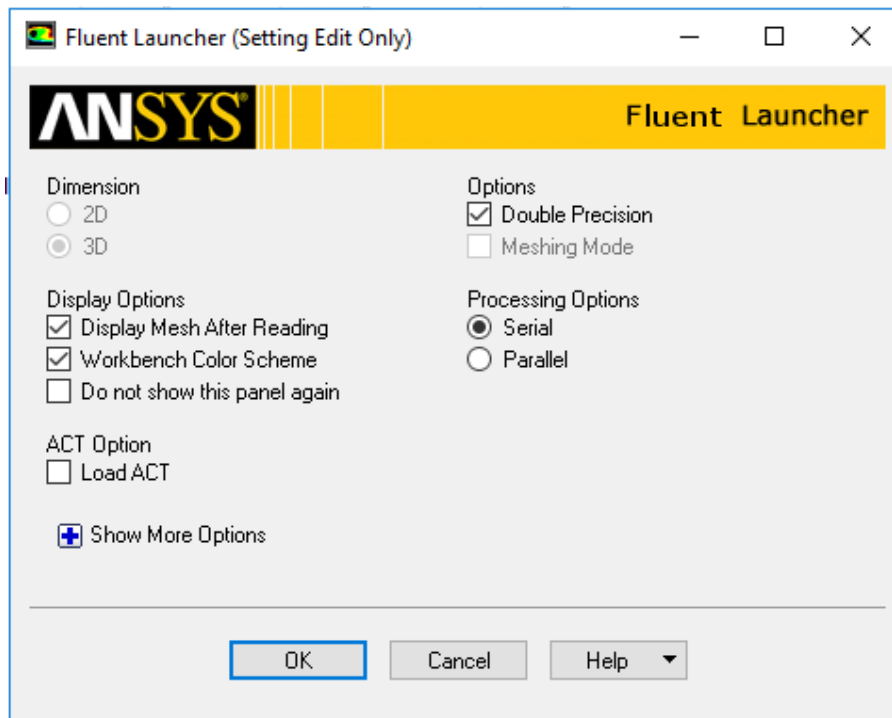 Fluent Launcher (Setting Edit Only)
ANSYS® Fluent Launcher
Dimension
2D
3D
Options
Double Precision
Meshing Mode
Display Options
Display Mesh After Reading
Workbench Color Scheme
Do not show this panel again
Processing Options
Serial
Parallel
ACT Option
Load ACT
Show More Options
OK Cancel Help